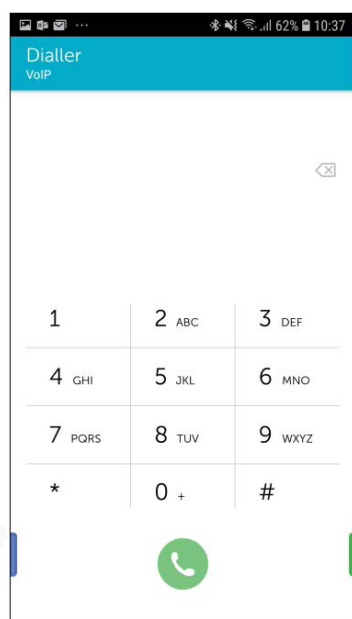 62% 10:37
Dialler
VoIP
1 2 ABC 3 DEF
4 GHI 5 JKL 6 MNO
7 PQRS 8 TUV 9 WXYZ
* 0 + #